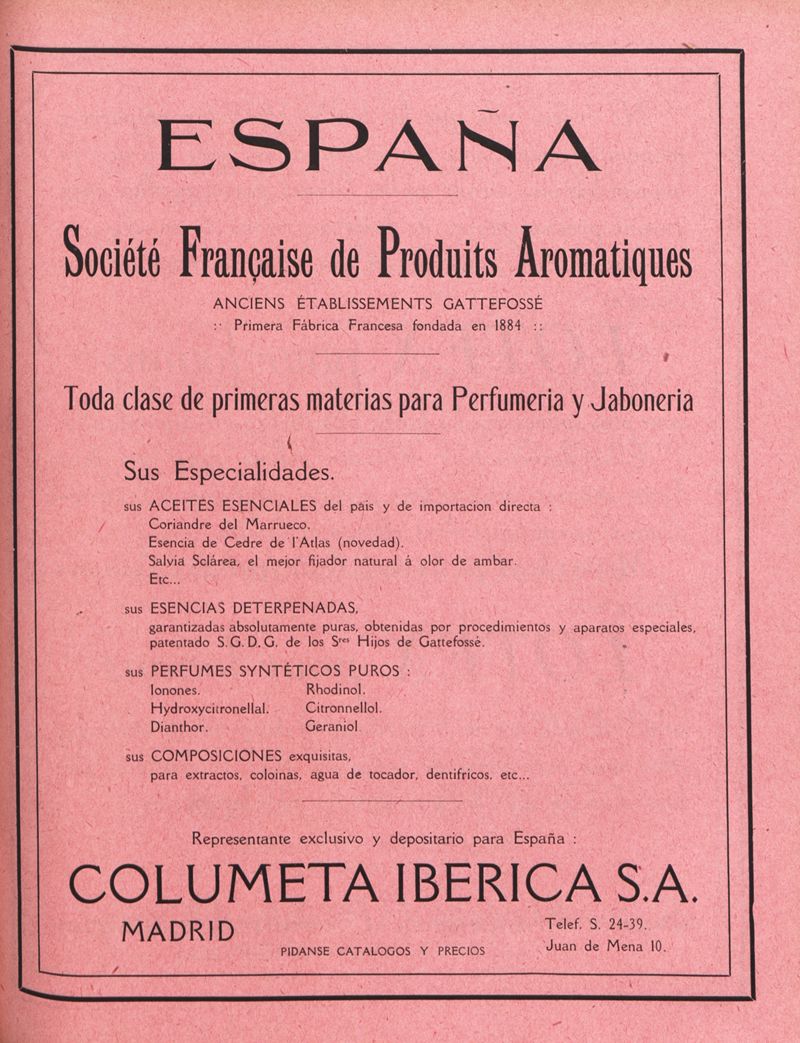 ESPAÑA
Société Française de Produits Aromatiques
ANCIENS ÉTABLISSEMENTS GATTEFOSSÉ
:: Primera Fábrica Francesa fondada en 1884 ::
Toda clase de primeras materias para Perfumeria y Jaboneria
Sus Especialidades.
sus ACEITES ESENCIALES del païs y de importacion directa :
Coriandre del Marrueco.
Esencia de Cedre de l'Atlas (novedad).
Salvia Sclárea, el mejor fijador natural á olor de ambar.
Etc...
sus ESENCIAS DETERPENADAS,
garantizadas absolutamente puras, obtenidas por procedimientos y aparatos especiales,
patentado S.G.D.G. de los Sres Hijos de Gattefossé.
sus PERFUMES SYNTÉTICOS PUROS :
Ionones. Rhodinol.
Hydroxycitronellal. Citronnellol.
Dianthor. Geraniol
sus COMPOSICIONES exquisitas,
para extractos, coloinas, agua de tocador, dentifricos, etc...
Representante exclusivo y depositario para España :
COLUMETA IBERICA S.A.
MADRID
Telef. S. 24-39.
PIDANSE CATALOGOS Y PRECIOS
Juan de Mena 10.